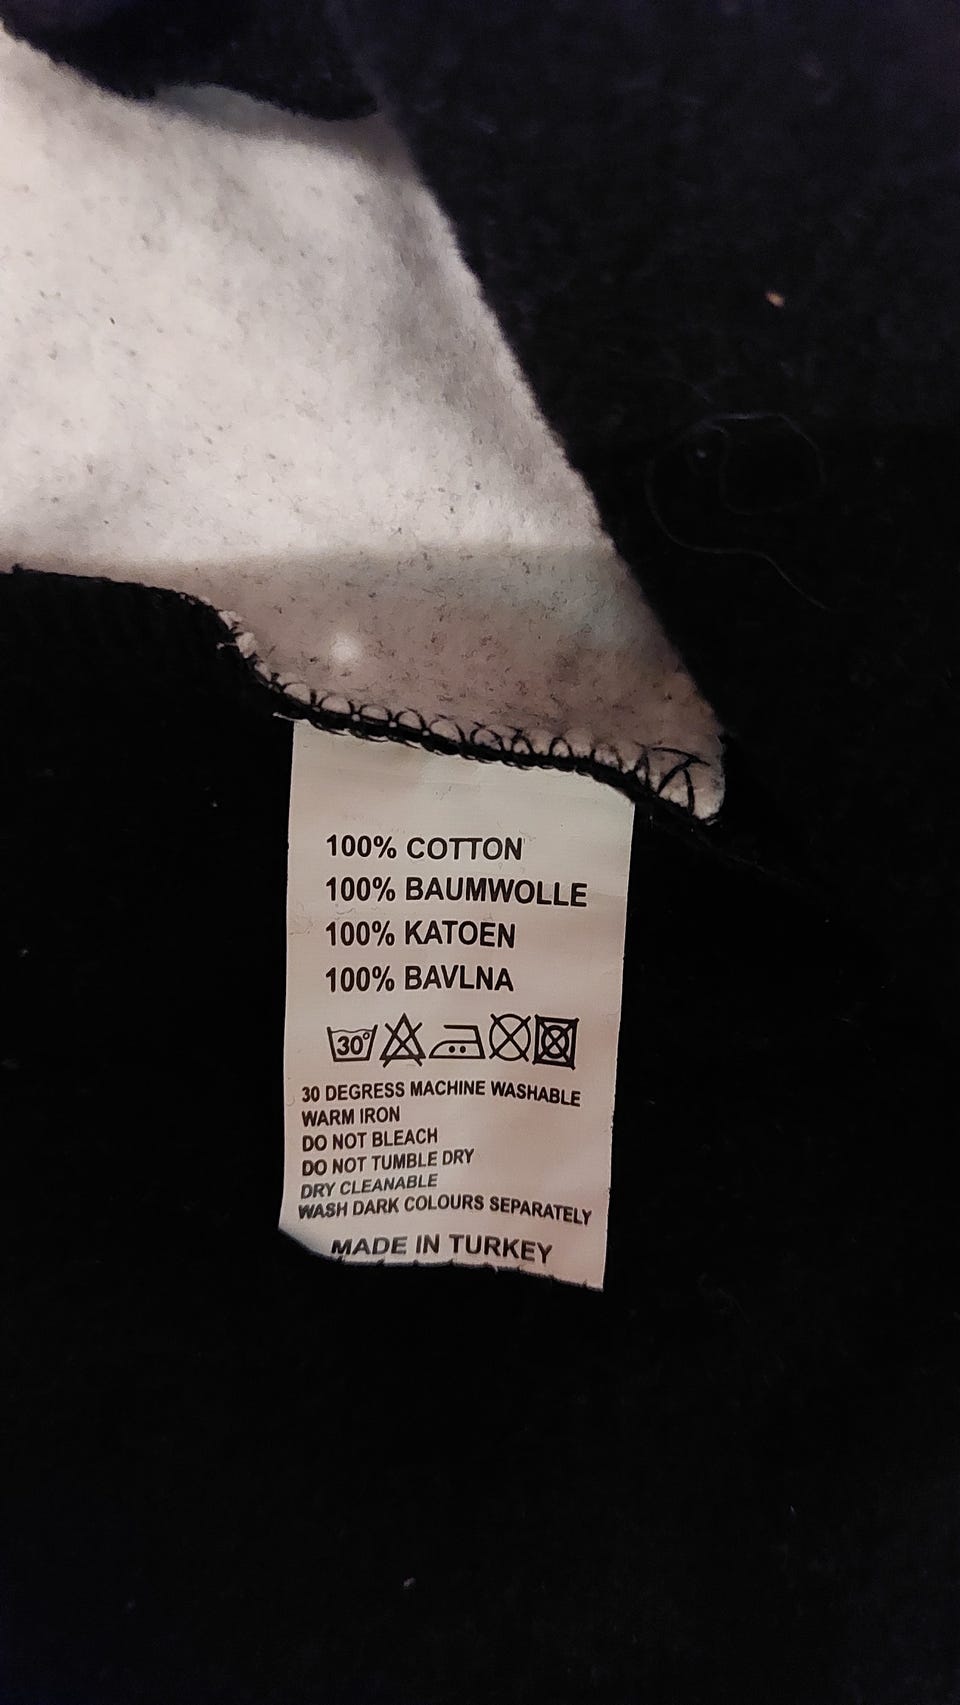 100% COTTON
100% BAUMWOLLE
100% KATOEN
100% BAVLNA
30°
30 DEGRESS MACHINE WASHABLE
WARM IRON
DO NOT BLEACH
DO NOT TUMBLE DRY
DRY CLEANABLE
WASH DARK COLOURS SEPARATELY
MADE IN TURKEY